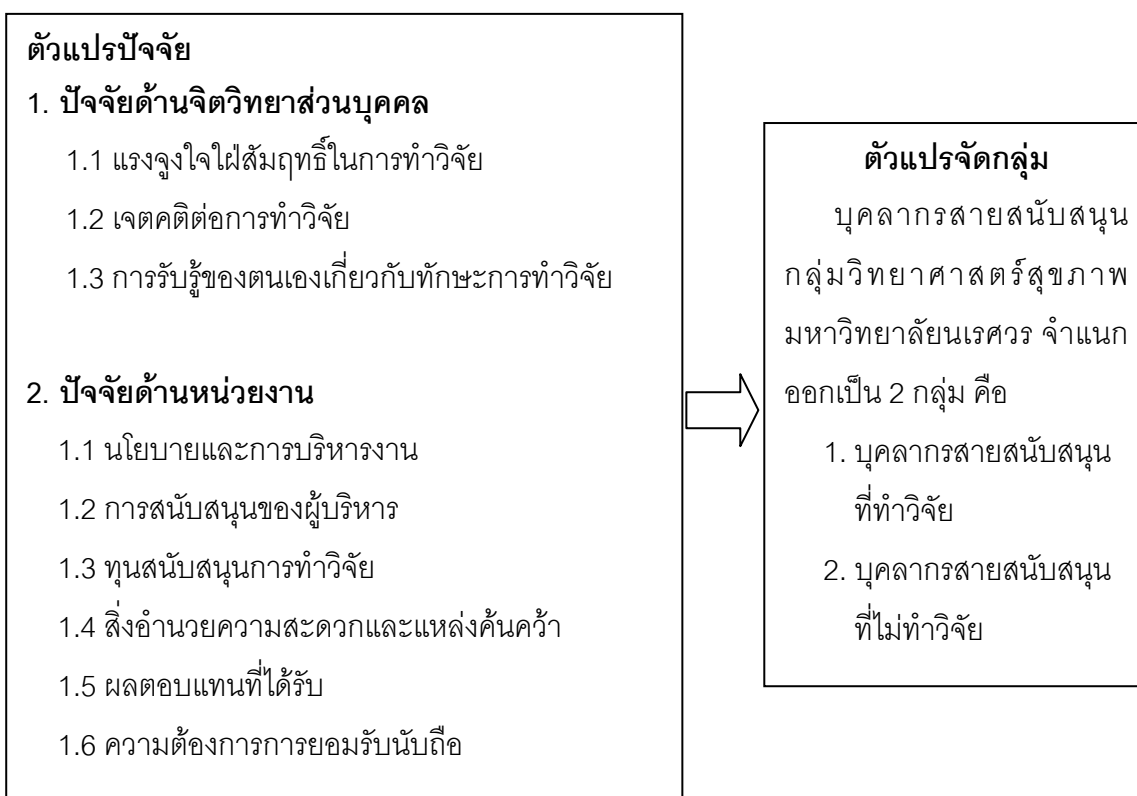 ตัวแปรปัจจัย
1. ปัจจัยด้านจิตวิทยาส่วนบุคคล
1.1 แรงจูงใจใฝ่สัมฤทธิ์ในการทำวิจัย
1.2 เจตคติต่อการทำวิจัย
1.3 การรับรู้ของตนเองเกี่ยวกับทักษะการทำวิจัย
2. ปัจจัยด้านหน่วยงาน
1.1 นโยบายและการบริหารงาน
1.2 การสนับสนุนของผู้บริหาร
1.3 ทุนสนับสนุนการทำวิจัย
1.4 สิ่งอำนวยความสะดวกและแหล่งค้นคว้า
1.5 ผลตอบแทนที่ได้รับ
1.6 ความต้องการการยอมรับนับถือ
ตัวแปรจัดกลุ่ม
บุคลากรสายสนับสนุน
กลุ่มวิทยาศาสตร์สุขภาพ
มหาวิทยาลัยนเรศวร จำแนก
ออกเป็น 2 กลุ่ม คือ
1. บุคลากรสายสนับสนุน
ที่ทำวิจัย
2. บุคลากรสายสนับสนุน
ที่ไม่ทำวิจัย